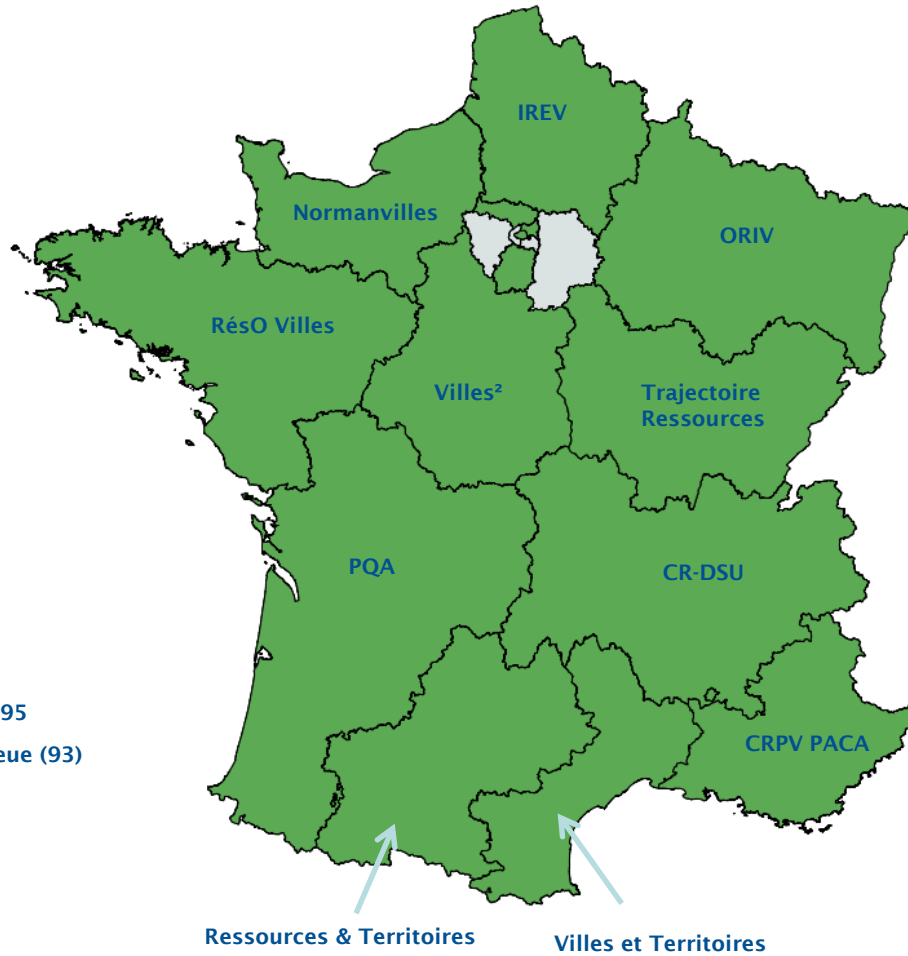 IREV
Normanvilles
ORIV
RésO Villes
Villes²
Trajectoire
Ressources
PQA
CR-DSU
95
eue (93)
CRPV PACA
Ressources & Territoires
Villes et Territoires